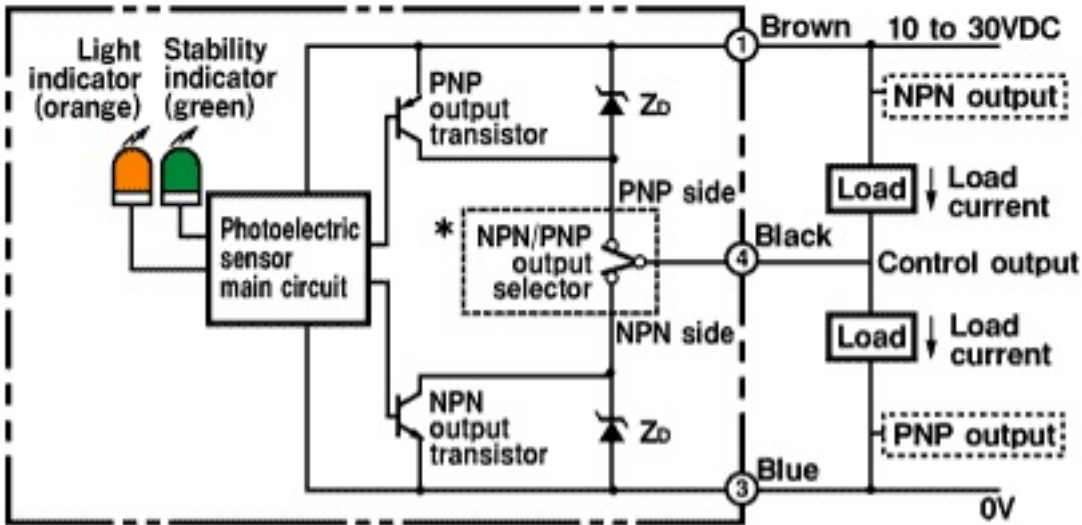 Light
indicator
(orange)
Stability
indicator
(green)
PNP
output
transistor
ZD
PNP side
Photoelectric
sensor
main circuit
*
NPN/PNP
output
selector
NPN side
NPN
output
transistor
ZD
1
Brown
10 to 30VDC
NPN output
Load
Load
current
4
Black
Control output
Load
Load
current
PNP output
3
Blue
0V